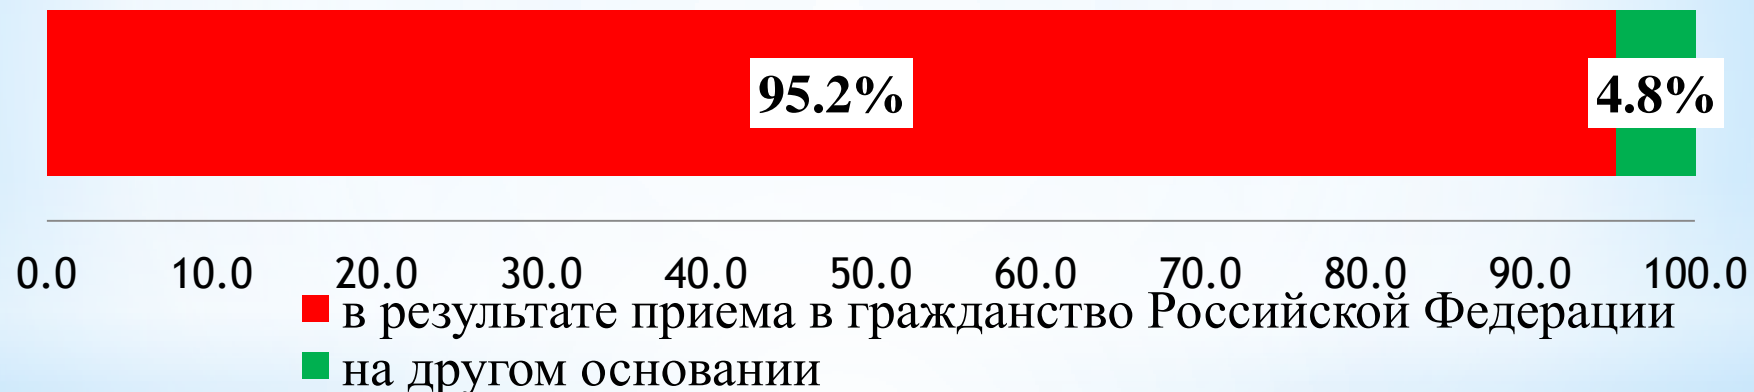 95.2% 4.8%
0.0 10.0 20.0 30.0 40.0 50.0 60.0 70.0 80.0 90.0 100.0
в результате приема в гражданство Российской Федерации
на другом основании